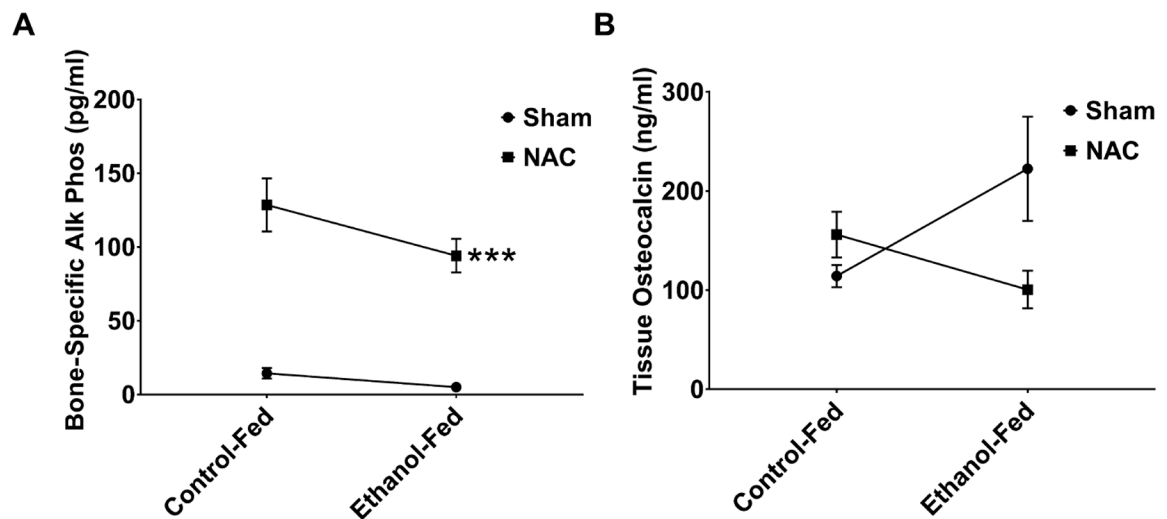 A
Bone-Specific Alk Phos (pg/ml)
200
150
100
50
0
Sham
NAC
***
Control-Fed
Ethanol-Fed
B
Tissue Osteocalcin (ng/ml)
300
200
100
0
Sham
NAC
Control-Fed
Ethanol-Fed